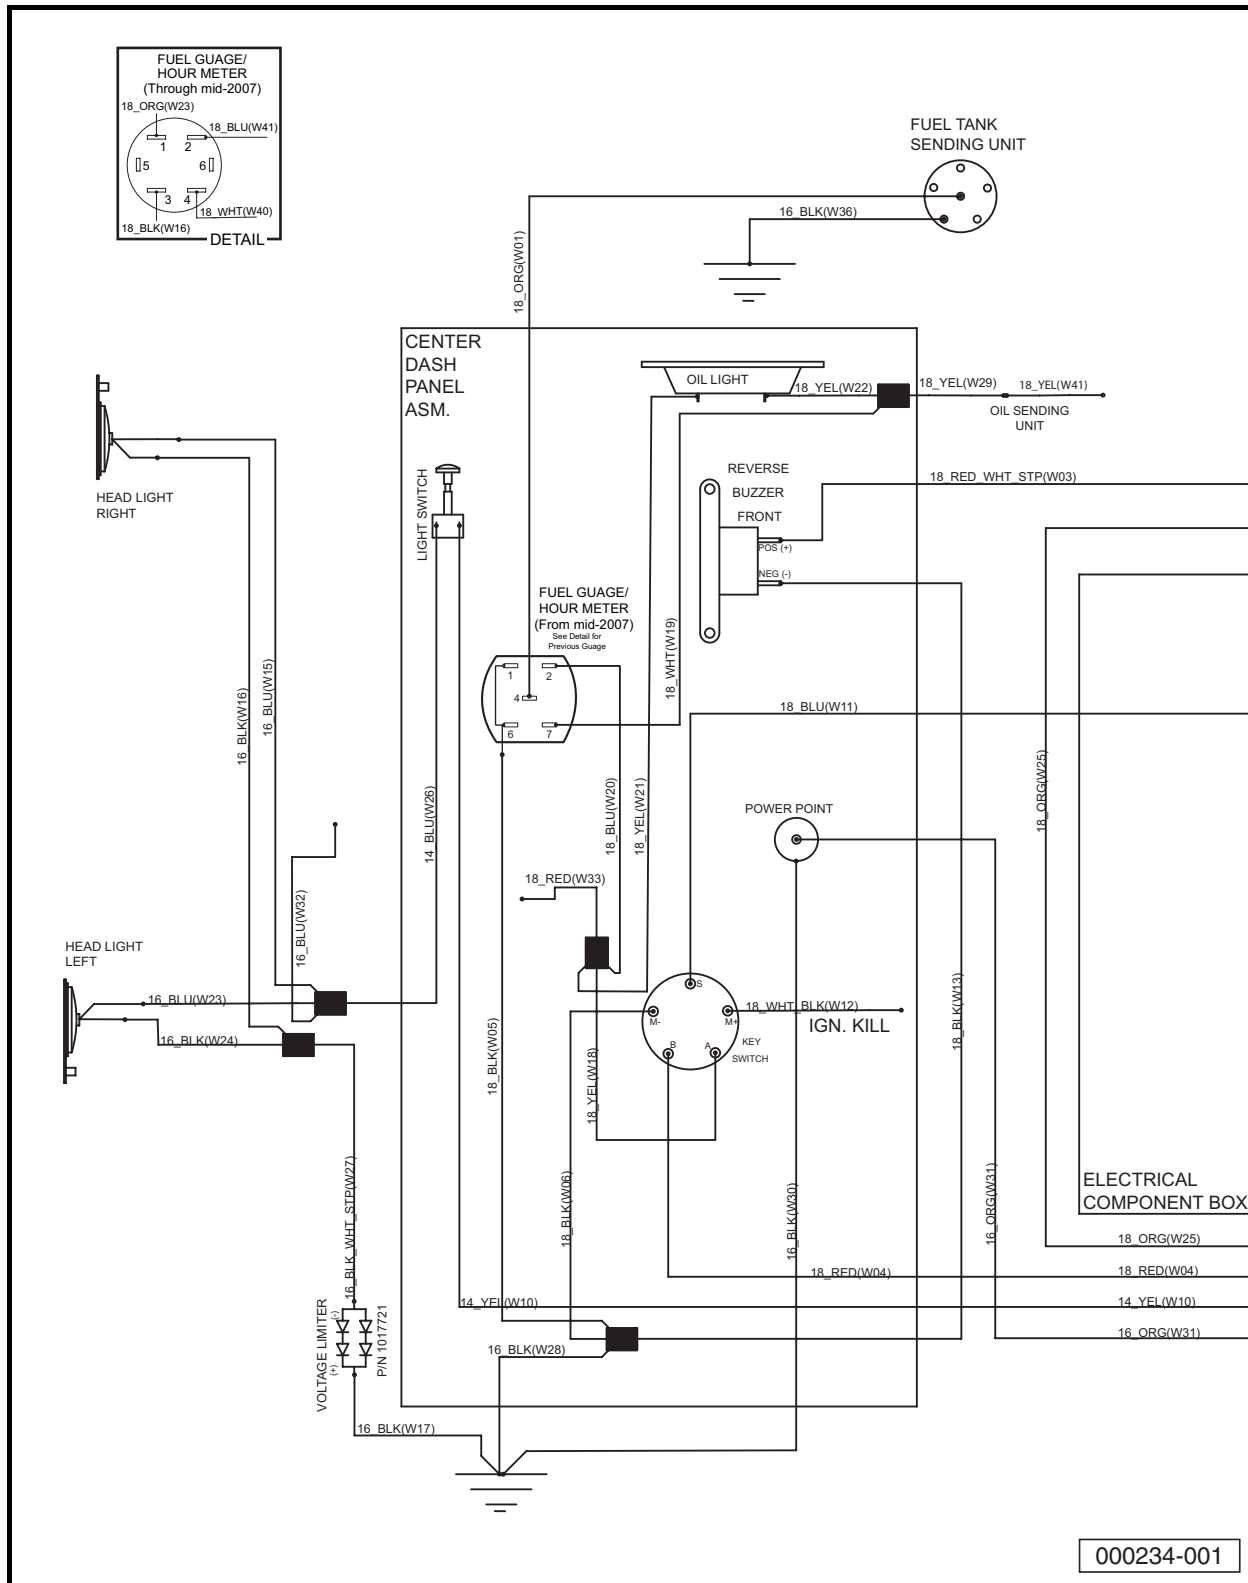 FUEL GUAGE/
HOUR METER
(Through mid-2007)
18_ORG(W23)
18_BLU(W41)
1
2
5
6
3
4
18_WHT(W40)
18_BLK(W16)
DETAIL
FUEL TANK
SENDING UNIT
16_BLK(W36)
18_ORG(W01)
CENTER
DASH
PANEL
ASM.
OIL LIGHT
18_YEL(W22)
18_YEL(W29)
18_YEL(W41)
OIL SENDING
UNIT
HEAD LIGHT
RIGHT
LIGHT SWITCH
REVERSE
BUZZER
FRONT
POS (+)
NEG (-)
18_RED_WHT_STP(W03)
FUEL GUAGE/
HOUR METER
(From mid-2007)
See Detail for
Previous Guage
1
2
4
6
7
18_WHT(W19)
16_BLK(W16)
16_BLU(W15)
18_BLU(W11)
14_BLU(W26)
18_BLU(W20)
18_YEL(W21)
POWER POINT
18_ORG(W25)
18_RED(W33)
16_BLU(W32)
HEAD LIGHT
LEFT
16_BLU(W23)
16_BLK(W24)
S
M-
M+
B
A
KEY
SWITCH
18_WHT_BLK(W12)
IGN. KILL
18_BLK(W13)
18_BLK(W05)
18_YEL(W18)
18_BLK(W06)
16_BLK(W30)
16_ORG(W31)
ELECTRICAL
COMPONENT BOX
16_BLK_WHT_STP(W27)
18_ORG(W25)
18_RED(W04)
18_RED(W04)
14_YEL(W10)
14_YEL(W10)
16_ORG(W31)
VOLTAGE LIMITER
(-)
(+)
P/N 1017721
16_BLK(W28)
16_BLK(W17)
000234-001